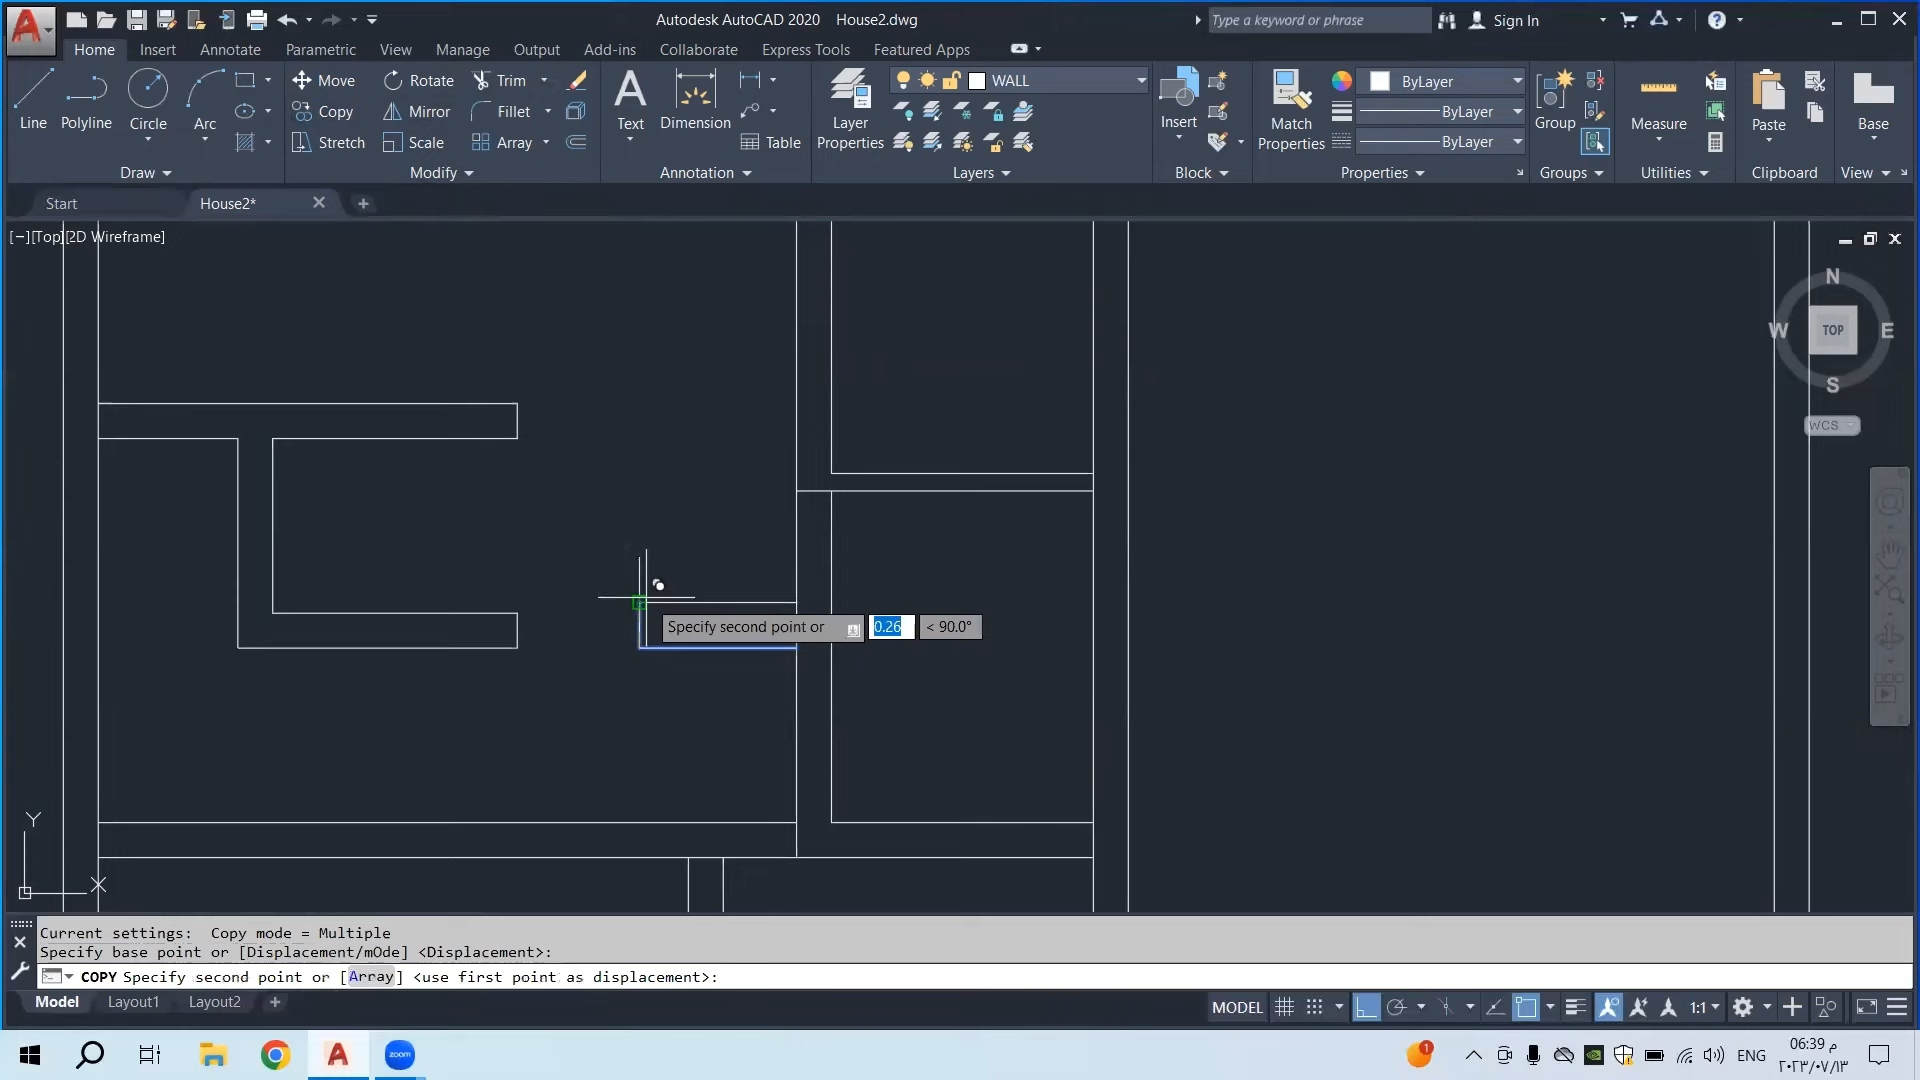 Autodesk AutoCAD 2020 House2.dwg
Type a keyword or phrase
Sign In
Home Insert Annotate Parametric View Manage Output Add-ins Collaborate Express Tools Featured Apps
Line Polyline Circle Arc
Move Rotate Trim
Copy Mirror Fillet
Stretch Scale Array
Text Dimension
Table
Layer Properties
WALL
Insert
Match Properties
ByLayer
ByLayer
ByLayer
Group
Measure
Paste
Base
Draw Modify Annotation Layers Block Properties Groups Utilities Clipboard View
Start House2*
[−][Top][2D Wireframe]
N
W TOP E
S
WCS
Specify second point or 0.26 < 90.0°
Y
X
Current settings: Copy mode = Multiple
Specify base point or [Displacement/mOde] <Displacement>:
COPY Specify second point or [Array] <use first point as displacement>:
Model Layout1 Layout2
MODEL 1:1
zoom
1
ENG
06:39 م
٢٠٢٣/٠٧/١٣